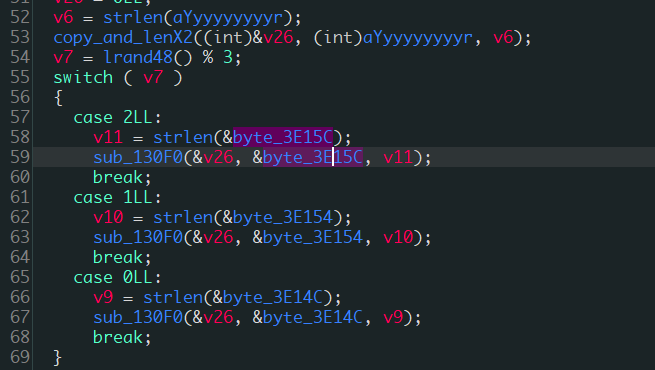 52 v6 = strlen(aYyyyyyyyyr);
53 copy_and_lenX2((int)&v26, (int)aYyyyyyyyyr, v6);
54 v7 = lrand48() % 3;
55 switch ( v7 )
56 {
57 case 2LL:
58 v11 = strlen(&byte_3E15C);
59 sub_130F0(&v26, &byte_3E15C, v11);
60 break;
61 case 1LL:
62 v10 = strlen(&byte_3E154);
63 sub_130F0(&v26, &byte_3E154, v10);
64 break;
65 case 0LL:
66 v9 = strlen(&byte_3E14C);
67 sub_130F0(&v26, &byte_3E14C, v9);
68 break;
69 }